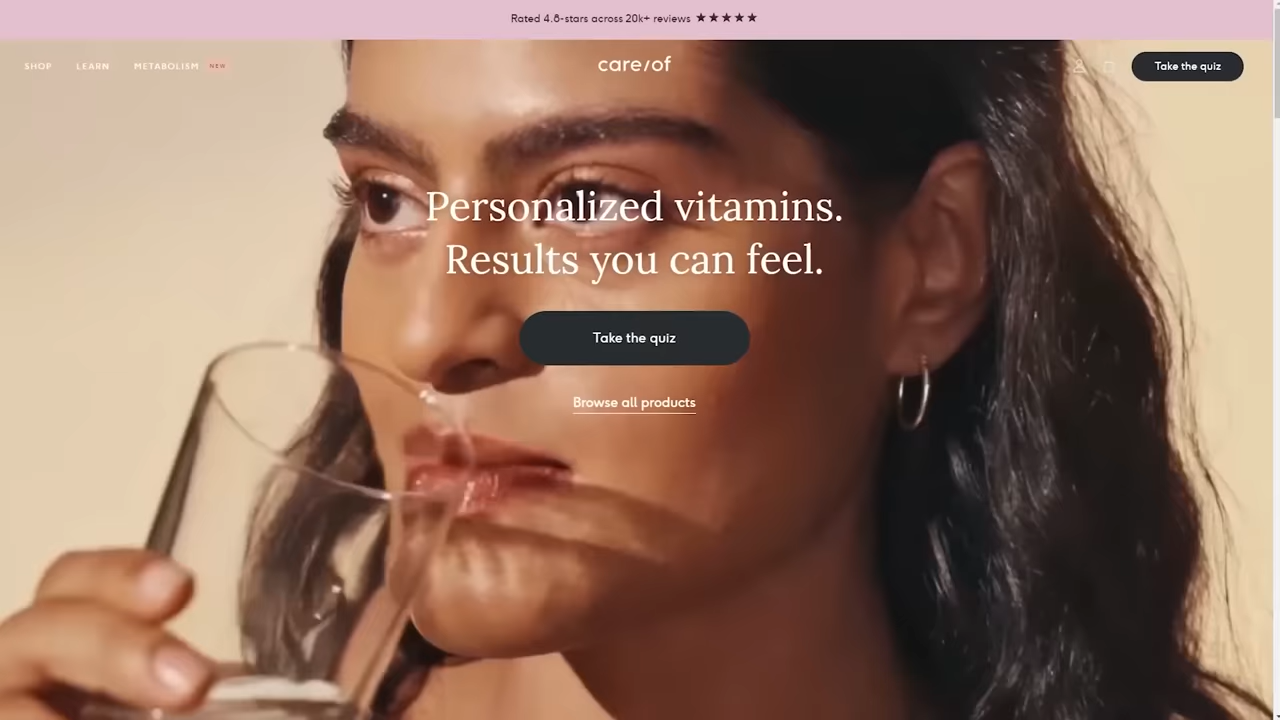 Rated 4.8-stars across 20k+ reviews ★★★★★
SHOP
LEARN
METABOLISM NEW
care/of
Take the quiz
Personalized vitamins.
Results you can feel.
Take the quiz
Browse all products